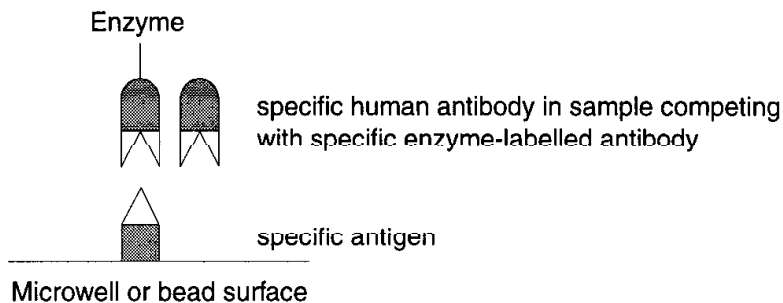 Enzyme
specific human antibody in sample competing
with specific enzyme-labelled antibody
specific antigen
Microwell or bead surface